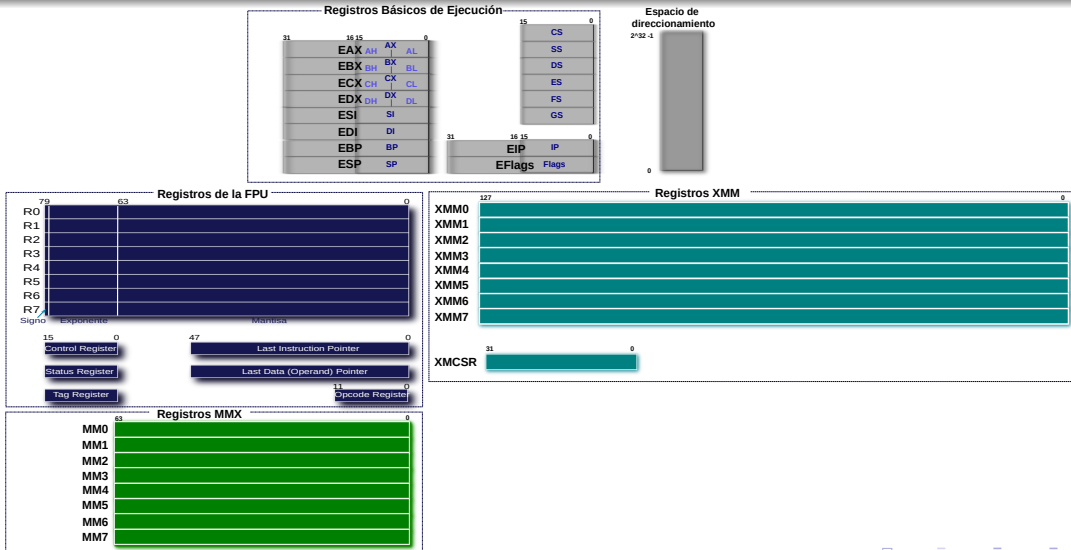 Registros Básicos de Ejecución
31 16 15 0
EAX AH AX AL
EBX BH BX BL
ECX CH CX CL
EDX DH DX DL
ESI SI
EDI DI
EBP BP
ESP SP
15 0
CS
SS
DS
ES
FS
GS
31 16 15 0
EIP IP
EFlags Flags
Espacio de
direccionamiento
2^32 -1
0
Registros de la FPU
79 63 0
R0
R1
R2
R3
R4
R5
R6
R7
Signo Exponente Mantisa
15 0
Control Register
Status Register
Tag Register
47 0
Last Instruction Pointer
Last Data (Operand) Pointer
11 0
Opcode Register
Registros XMM
127 0
XMM0
XMM1
XMM2
XMM3
XMM4
XMM5
XMM6
XMM7
31 0
XMCSR
Registros MMX
63 0
MM0
MM1
MM2
MM3
MM4
MM5
MM6
MM7